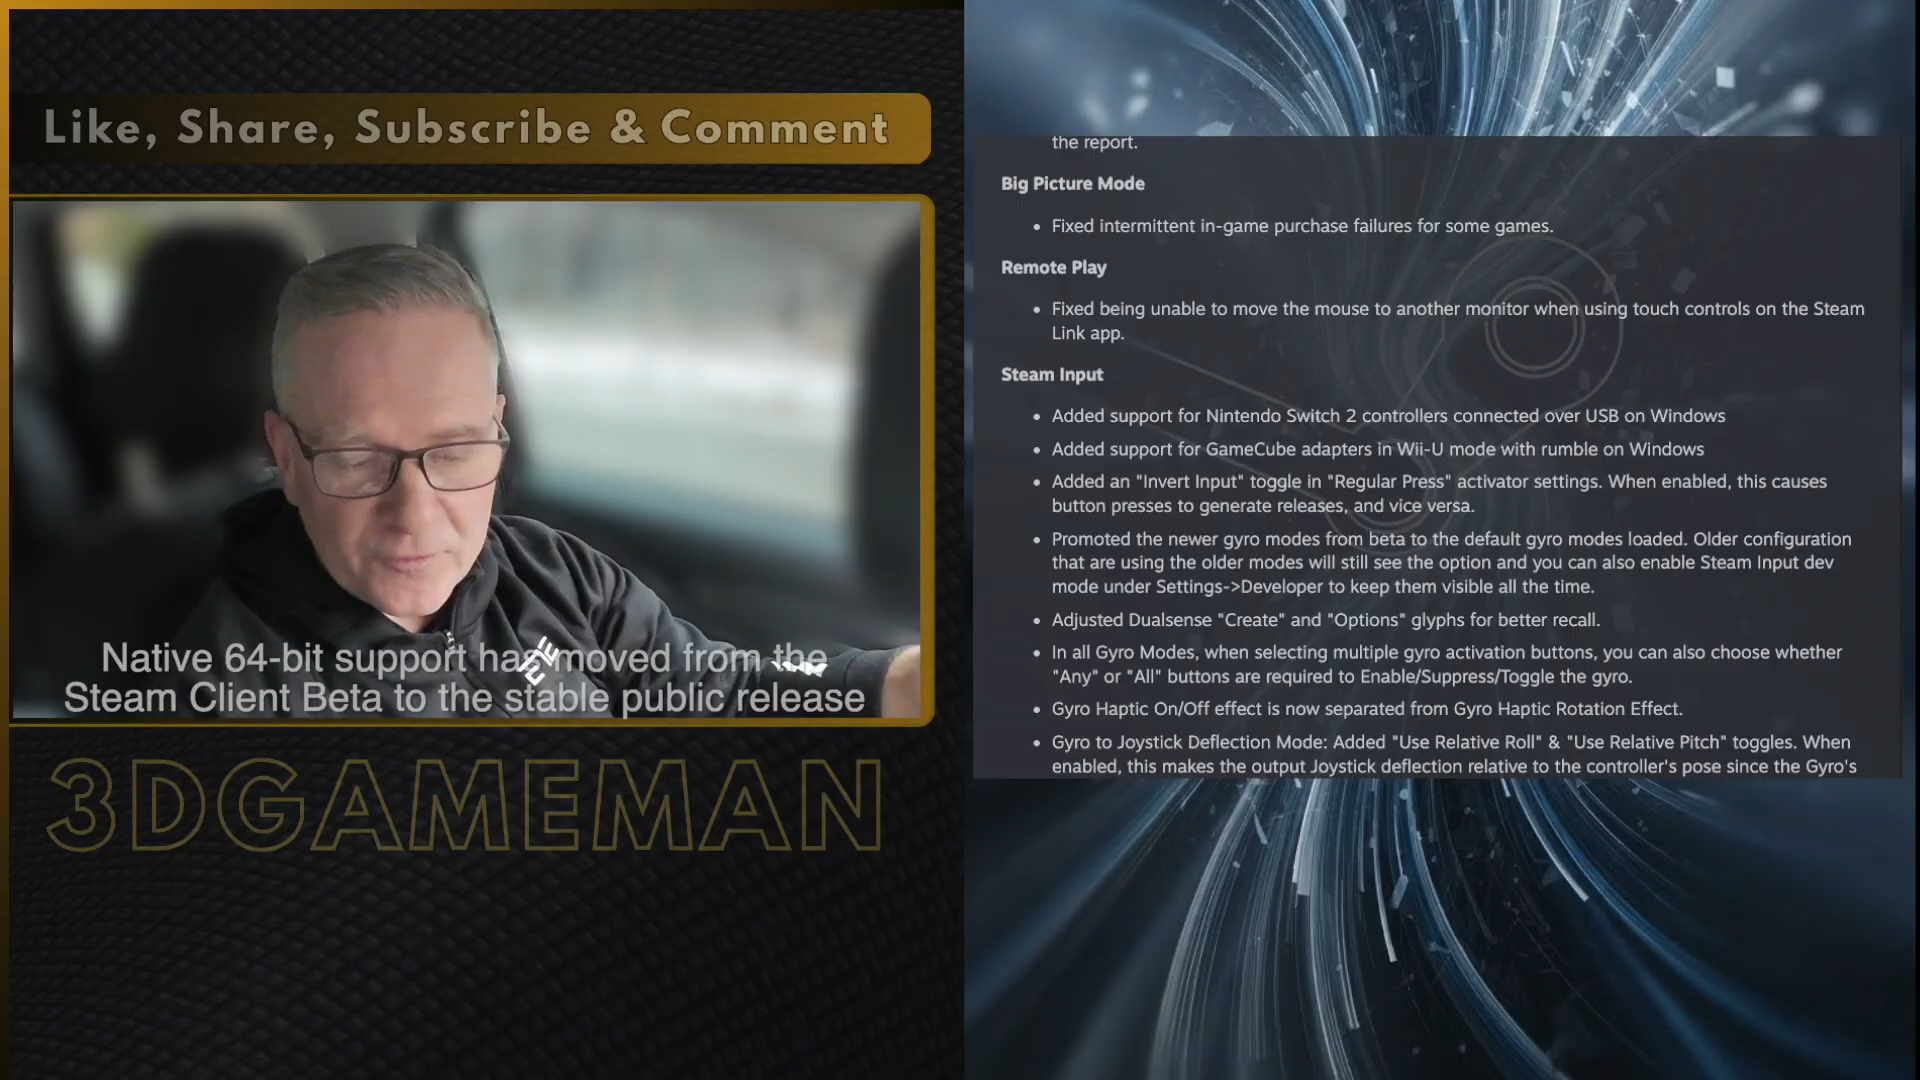 Like, Share, Subscribe & Comment
Native 64-bit support has moved from the
Steam Client Beta to the stable public release
3DGAMEMAN
the report.
Big Picture Mode
• Fixed intermittent in-game purchase failures for some games.
Remote Play
• Fixed being unable to move the mouse to another monitor when using touch controls on the Steam
Link app.
Steam Input
• Added support for Nintendo Switch 2 controllers connected over USB on Windows
• Added support for GameCube adapters in Wii-U mode with rumble on Windows
• Added an "Invert Input" toggle in "Regular Press" activator settings. When enabled, this causes
button presses to generate releases, and vice versa.
• Promoted the newer gyro modes from beta to the default gyro modes loaded. Older configuration
that are using the older modes will still see the option and you can also enable Steam Input dev
mode under Settings->Developer to keep them visible all the time.
• Adjusted Dualsense "Create" and "Options" glyphs for better recall.
• In all Gyro Modes, when selecting multiple gyro activation buttons, you can also choose whether
"Any" or "All" buttons are required to Enable/Suppress/Toggle the gyro.
• Gyro Haptic On/Off effect is now separated from Gyro Haptic Rotation Effect.
• Gyro to Joystick Deflection Mode: Added "Use Relative Roll" & "Use Relative Pitch" toggles. When
enabled, this makes the output Joystick deflection relative to the controller's pose since the Gyro's